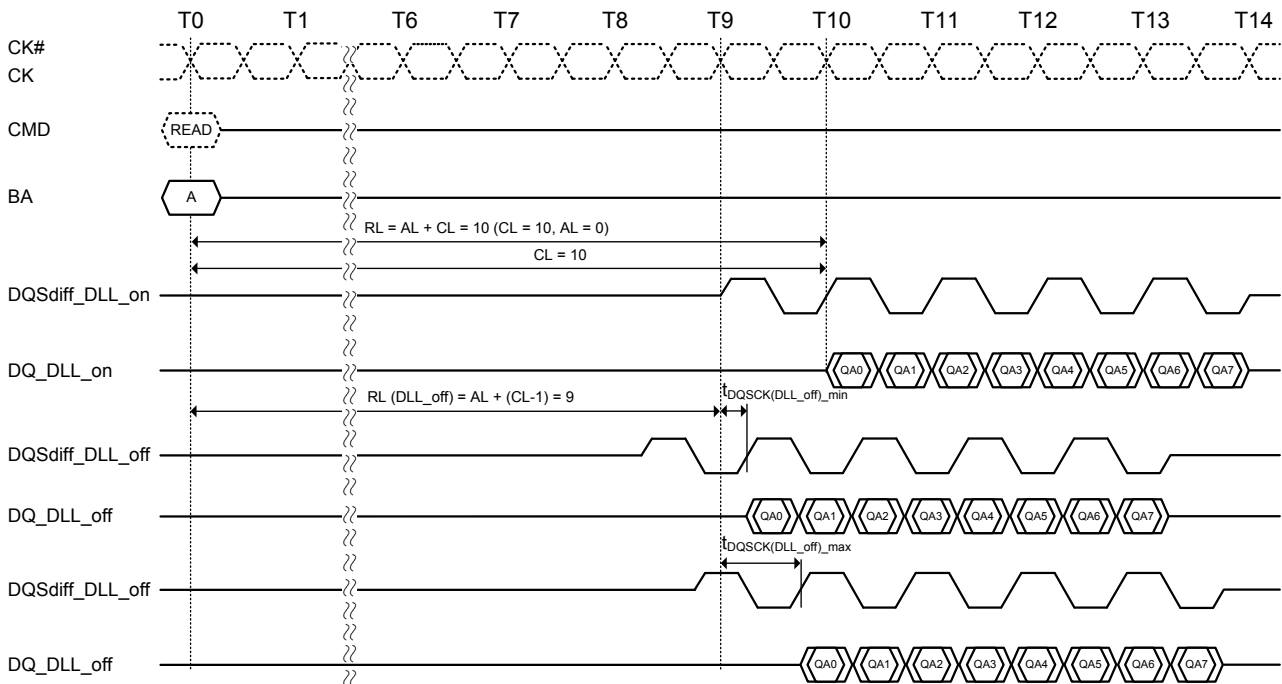 T0 T1 T6 T7 T8 T9 T10 T11 T12 T13 T14
CK#
CK
CMD READ
BA A
RL = AL + CL = 10 (CL = 10, AL = 0)
CL = 10
DQSdiff_DLL_on
DQ_DLL_on QA0 QA1 QA2 QA3 QA4 QA5 QA6 QA7
RL (DLL_off) = AL + (CL-1) = 9 tDQSCK(DLL_off)_min
DQSdiff_DLL_off
DQ_DLL_off QA0 QA1 QA2 QA3 QA4 QA5 QA6 QA7
tDQSCK(DLL_off)_max
DQSdiff_DLL_off
DQ_DLL_off QA0 QA1 QA2 QA3 QA4 QA5 QA6 QA7